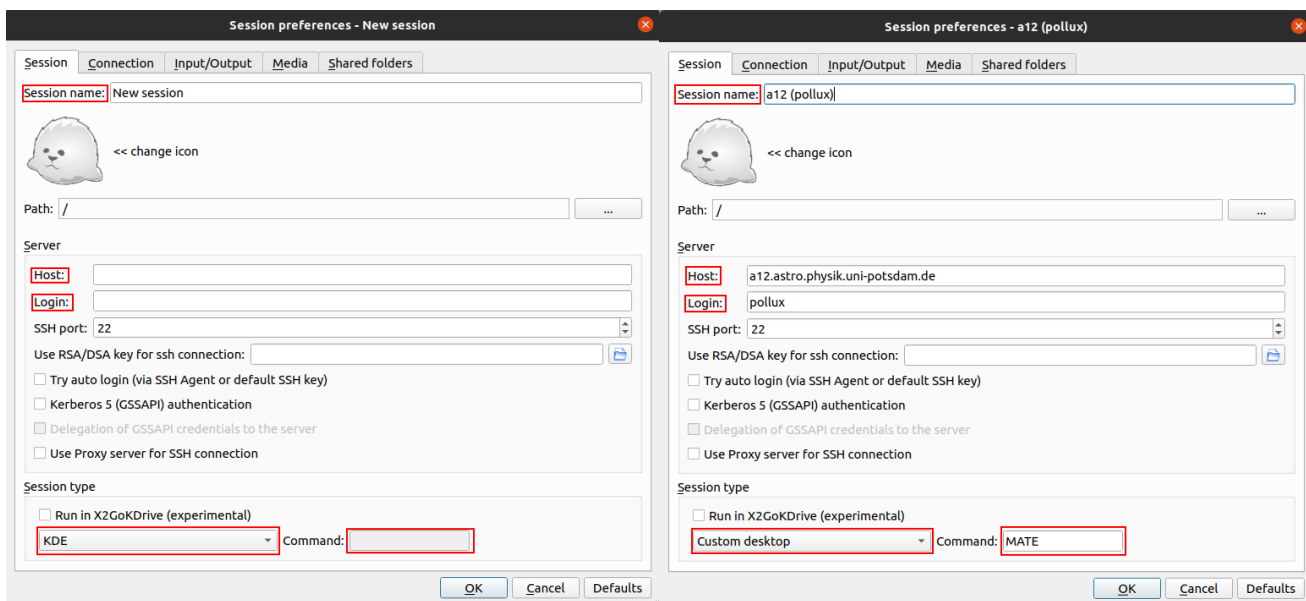 Session preferences - New session
Session Connection Input/Output Media Shared folders
Session name: New session
<< change icon
Path: / ...
Server
Host:
Login:
SSH port: 22
Use RSA/DSA key for ssh connection:
Try auto login (via SSH Agent or default SSH key)
Kerberos 5 (GSSAPI) authentication
Delegation of GSSAPI credentials to the server
Use Proxy server for SSH connection
Session type
Run in X2GoKDrive (experimental)
KDE Command:
OK Cancel Defaults
Session preferences - a12 (pollux)
Session Connection Input/Output Media Shared folders
Session name: a12 (pollux)
<< change icon
Path: / ...
Server
Host: a12.astro.physik.uni-potsdam.de
Login: pollux
SSH port: 22
Use RSA/DSA key for ssh connection:
Try auto login (via SSH Agent or default SSH key)
Kerberos 5 (GSSAPI) authentication
Delegation of GSSAPI credentials to the server
Use Proxy server for SSH connection
Session type
Run in X2GoKDrive (experimental)
Custom desktop Command: MATE
OK Cancel Defaults